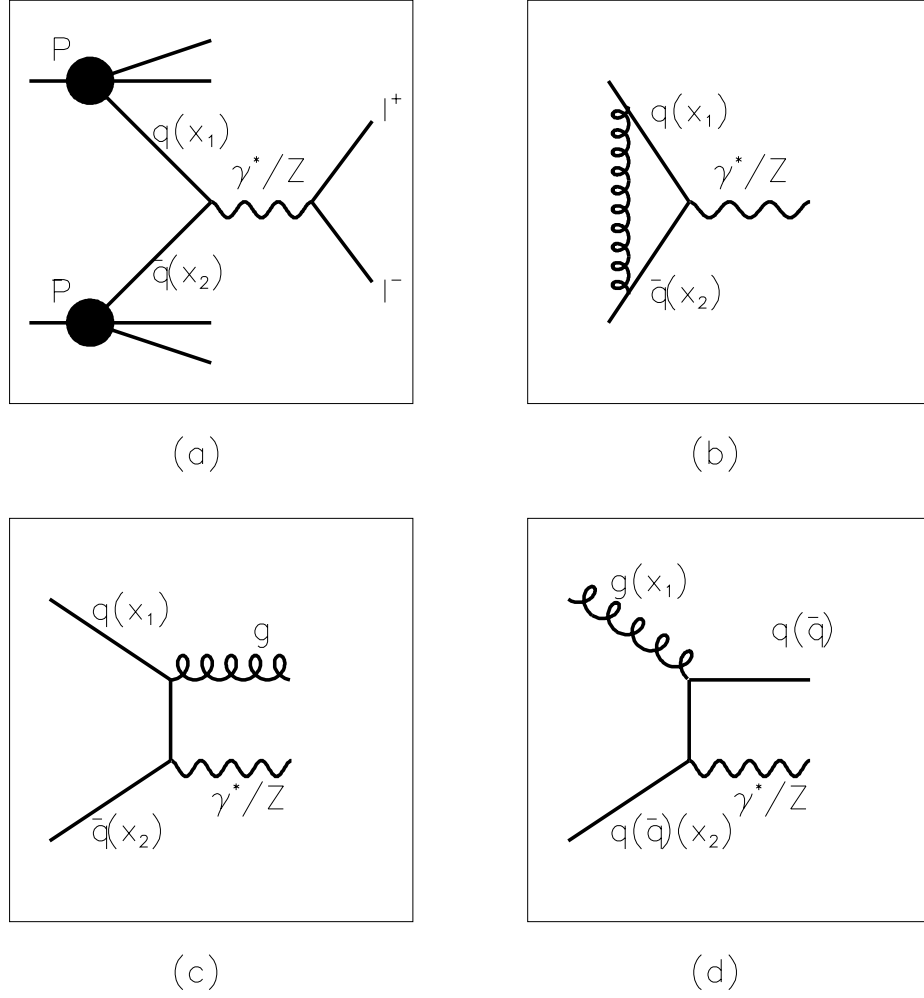 P
q(x₁)
l⁺
γ*/Z
q̄(x₂)
P̄
l⁻
(a)
q(x₁)
γ*/Z
q̄(x₂)
(b)
q(x₁)
g
γ*/Z
q̄(x₂)
(c)
g(x₁)
q(q̄)
γ*/Z
q(q̄)(x₂)
(d)